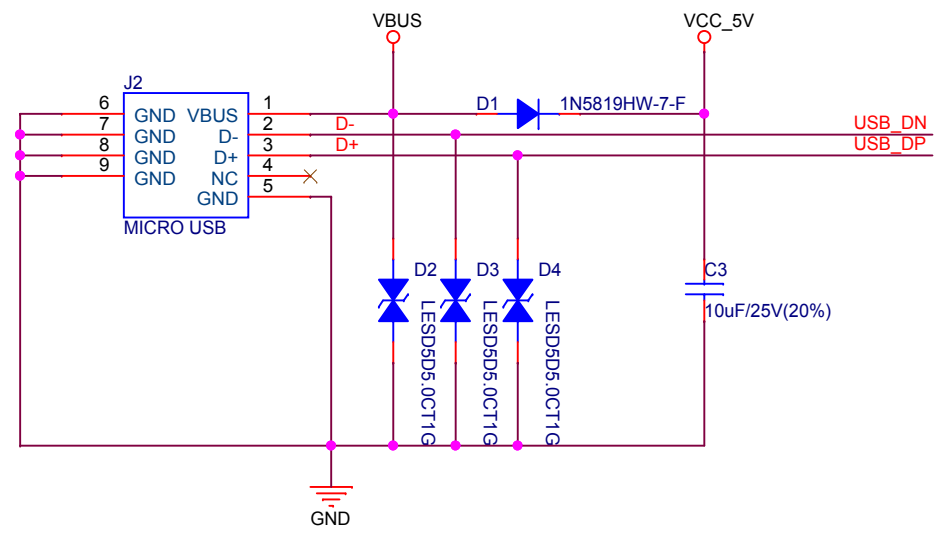 VBUS
VCC_5V
J2
6 GND VBUS 1
7 GND D- 2
8 GND D+ 3
9 GND NC 4
GND 5
MICRO USB
D-
D+
D1 1N5819HW-7-F
USB_DN
USB_DP
D2
LESD5D5.0CT1G
D3
LESD5D5.0CT1G
D4
LESD5D5.0CT1G
C3
10uF/25V(20%)
GND